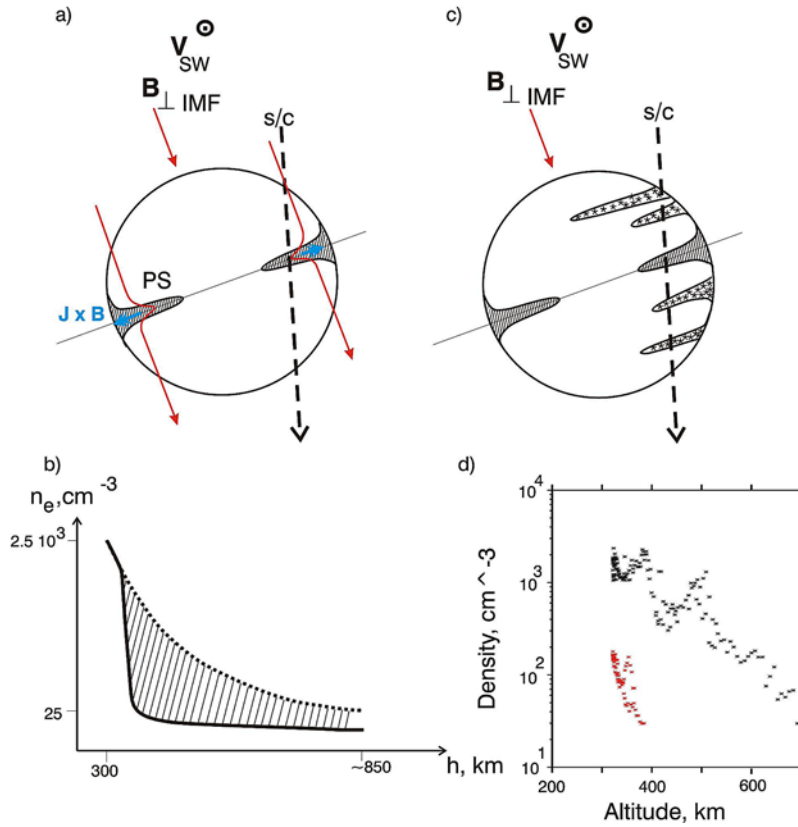 a)
V SW ⊙
B ⊥ IMF
s/c
PS
J x B
c)
V SW ⊙
B ⊥ IMF
s/c
b)
n e ,cm -3
2.5 10 3
25
300
~850
h, km
d)
Density, cm^-3
10 4
10 3
10 2
10 1
200
400
600
Altitude, km